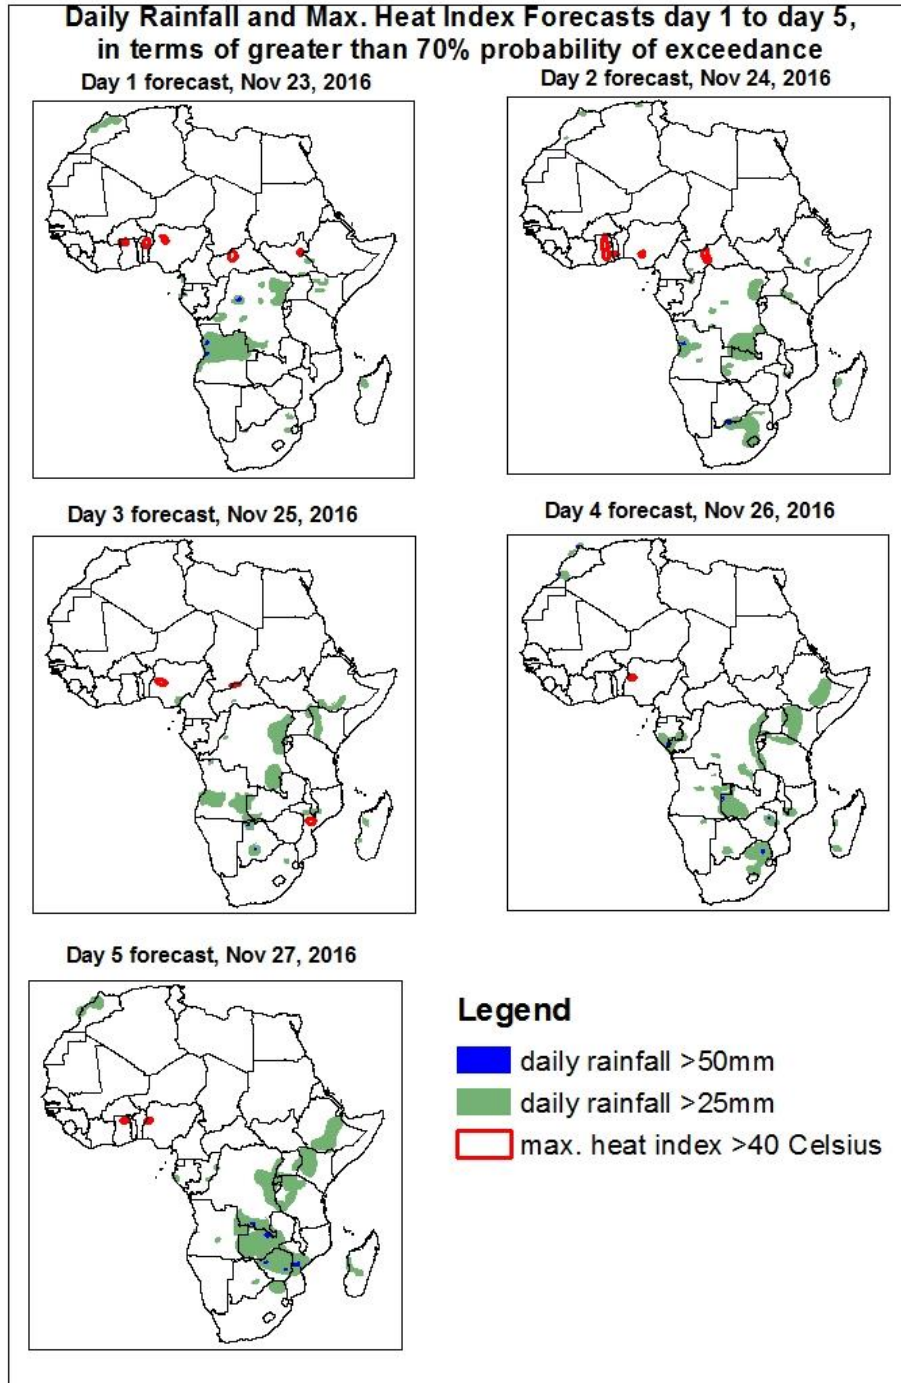 Daily Rainfall and Max. Heat Index Forecasts day 1 to day 5,
in terms of greater than 70% probability of exceedance
Day 1 forecast, Nov 23, 2016
Day 2 forecast, Nov 24, 2016
Day 3 forecast, Nov 25, 2016
Day 4 forecast, Nov 26, 2016
Day 5 forecast, Nov 27, 2016
Legend
daily rainfall >50mm
daily rainfall >25mm
max. heat index >40 Celsius